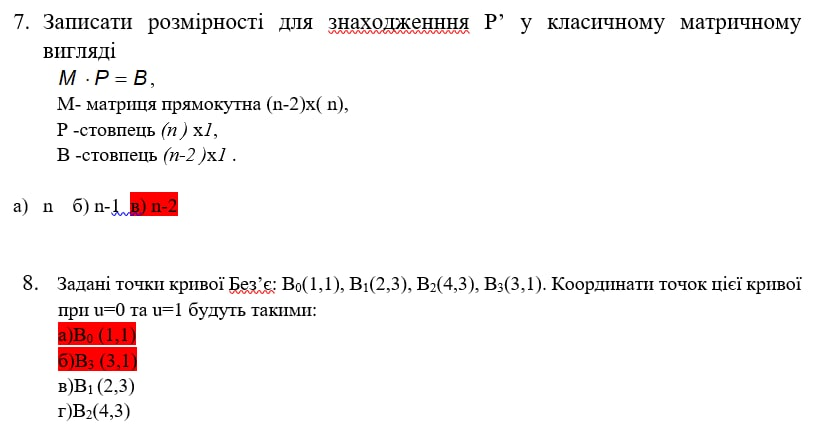 7. Записати розмірності для знаходженння P’ у класичному матричному
вигляді
M · P = B,
М- матриця прямокутна (n-2)х( n),
Р -стовпець (n ) х1,
В -стовпець (n-2 )х1 .
а) n б) n-1 в) n-2
8. Задані точки кривої Без’є: B₀(1,1), B₁(2,3), B₂(4,3), B₃(3,1). Координати точок цієї кривої
при u=0 та u=1 будуть такими:
а)B₀ (1,1)
б)B₃ (3,1)
в)B₁ (2,3)
г)B₂(4,3)